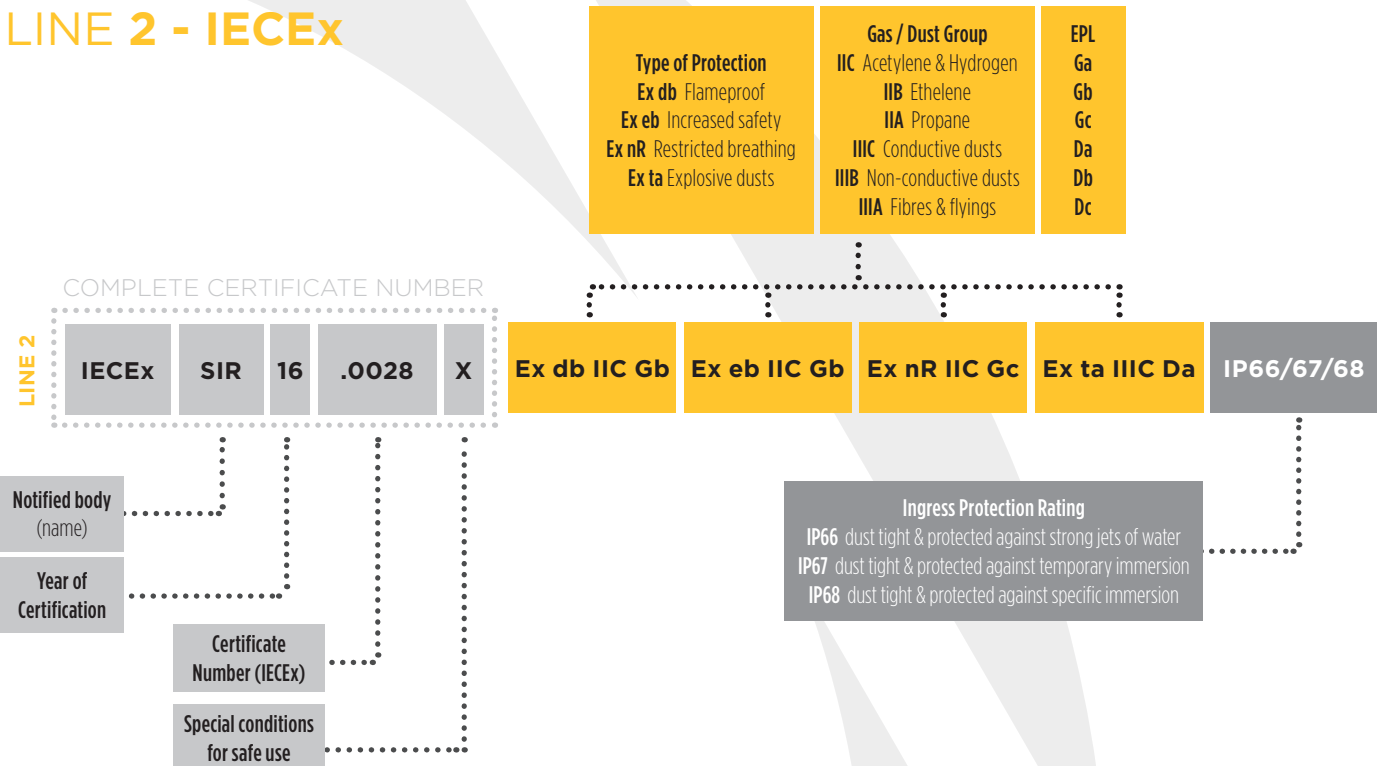 LINE 2 - IECEx
Type of Protection
Ex db Flameproof
Ex eb Increased safety
Ex nR Restricted breathing
Ex ta Explosive dusts
Gas / Dust Group
IIC Acetylene & Hydrogen
IIB Ethelene
IIA Propane
IIIC Conductive dusts
IIIB Non-conductive dusts
IIIA Fibres & flyings
EPL
Ga
Gb
Gc
Da
Db
Dc
COMPLETE CERTIFICATE NUMBER
LINE 2
IECEx SIR 16 .0028 X Ex db IIC Gb Ex eb IIC Gb Ex nR IIC Gc Ex ta IIIC Da IP66/67/68
Notified body
(name)
Year of
Certification
Certificate
Number (IECEx)
Special conditions
for safe use
Ingress Protection Rating
IP66 dust tight & protected against strong jets of water
IP67 dust tight & protected against temporary immersion
IP68 dust tight & protected against specific immersion